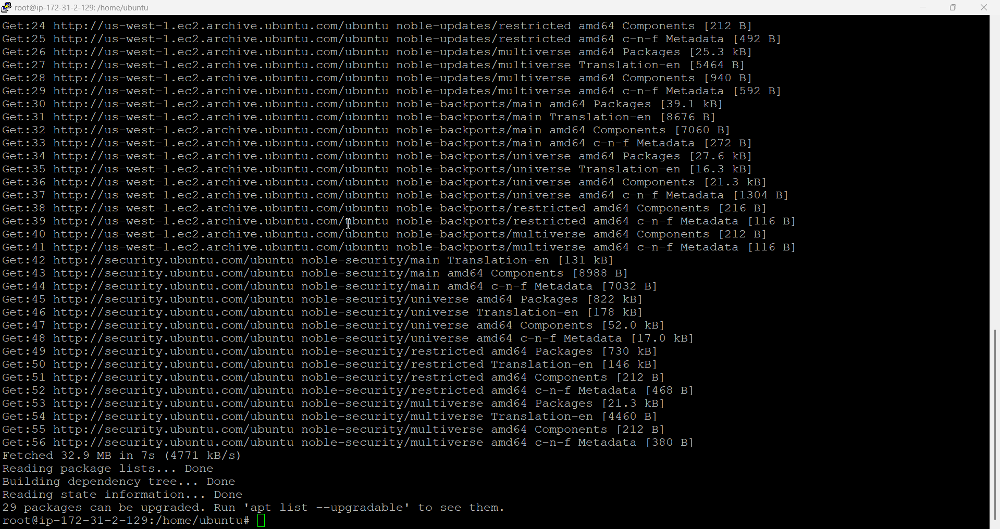 root@ip-172-31-2-129: /home/ubuntu
Get:24 http://us-west-1.ec2.archive.ubuntu.com/ubuntu noble-updates/restricted amd64 Components [212 B]
Get:25 http://us-west-1.ec2.archive.ubuntu.com/ubuntu noble-updates/restricted amd64 c-n-f Metadata [492 B]
Get:26 http://us-west-1.ec2.archive.ubuntu.com/ubuntu noble-updates/multiverse amd64 Packages [25.3 kB]
Get:27 http://us-west-1.ec2.archive.ubuntu.com/ubuntu noble-updates/multiverse Translation-en [5464 B]
Get:28 http://us-west-1.ec2.archive.ubuntu.com/ubuntu noble-updates/multiverse amd64 Components [940 B]
Get:29 http://us-west-1.ec2.archive.ubuntu.com/ubuntu noble-updates/multiverse amd64 c-n-f Metadata [592 B]
Get:30 http://us-west-1.ec2.archive.ubuntu.com/ubuntu noble-backports/main amd64 Packages [39.1 kB]
Get:31 http://us-west-1.ec2.archive.ubuntu.com/ubuntu noble-backports/main Translation-en [8676 B]
Get:32 http://us-west-1.ec2.archive.ubuntu.com/ubuntu noble-backports/main amd64 Components [7060 B]
Get:33 http://us-west-1.ec2.archive.ubuntu.com/ubuntu noble-backports/main amd64 c-n-f Metadata [272 B]
Get:34 http://us-west-1.ec2.archive.ubuntu.com/ubuntu noble-backports/universe amd64 Packages [27.6 kB]
Get:35 http://us-west-1.ec2.archive.ubuntu.com/ubuntu noble-backports/universe Translation-en [16.3 kB]
Get:36 http://us-west-1.ec2.archive.ubuntu.com/ubuntu noble-backports/universe amd64 Components [21.3 kB]
Get:37 http://us-west-1.ec2.archive.ubuntu.com/ubuntu noble-backports/universe amd64 c-n-f Metadata [1304 B]
Get:38 http://us-west-1.ec2.archive.ubuntu.com/ubuntu noble-backports/restricted amd64 Components [216 B]
Get:39 http://us-west-1.ec2.archive.ubuntu.com/ubuntu noble-backports/restricted amd64 c-n-f Metadata [116 B]
Get:40 http://us-west-1.ec2.archive.ubuntu.com/ubuntu noble-backports/multiverse amd64 Components [212 B]
Get:41 http://us-west-1.ec2.archive.ubuntu.com/ubuntu noble-backports/multiverse amd64 c-n-f Metadata [116 B]
Get:42 http://security.ubuntu.com/ubuntu noble-security/main Translation-en [131 kB]
Get:43 http://security.ubuntu.com/ubuntu noble-security/main amd64 Components [8988 B]
Get:44 http://security.ubuntu.com/ubuntu noble-security/main amd64 c-n-f Metadata [7032 B]
Get:45 http://security.ubuntu.com/ubuntu noble-security/universe amd64 Packages [822 kB]
Get:46 http://security.ubuntu.com/ubuntu noble-security/universe Translation-en [178 kB]
Get:47 http://security.ubuntu.com/ubuntu noble-security/universe amd64 Components [52.0 kB]
Get:48 http://security.ubuntu.com/ubuntu noble-security/universe amd64 c-n-f Metadata [17.0 kB]
Get:49 http://security.ubuntu.com/ubuntu noble-security/restricted amd64 Packages [730 kB]
Get:50 http://security.ubuntu.com/ubuntu noble-security/restricted Translation-en [146 kB]
Get:51 http://security.ubuntu.com/ubuntu noble-security/restricted amd64 Components [212 B]
Get:52 http://security.ubuntu.com/ubuntu noble-security/restricted amd64 c-n-f Metadata [468 B]
Get:53 http://security.ubuntu.com/ubuntu noble-security/multiverse amd64 Packages [21.3 kB]
Get:54 http://security.ubuntu.com/ubuntu noble-security/multiverse Translation-en [4460 B]
Get:55 http://security.ubuntu.com/ubuntu noble-security/multiverse amd64 Components [212 B]
Get:56 http://security.ubuntu.com/ubuntu noble-security/multiverse amd64 c-n-f Metadata [380 B]
Fetched 32.9 MB in 7s (4771 kB/s)
Reading package lists... Done
Building dependency tree... Done
Reading state information... Done
29 packages can be upgraded. Run 'apt list --upgradable' to see them.
root@ip-172-31-2-129:/home/ubuntu#